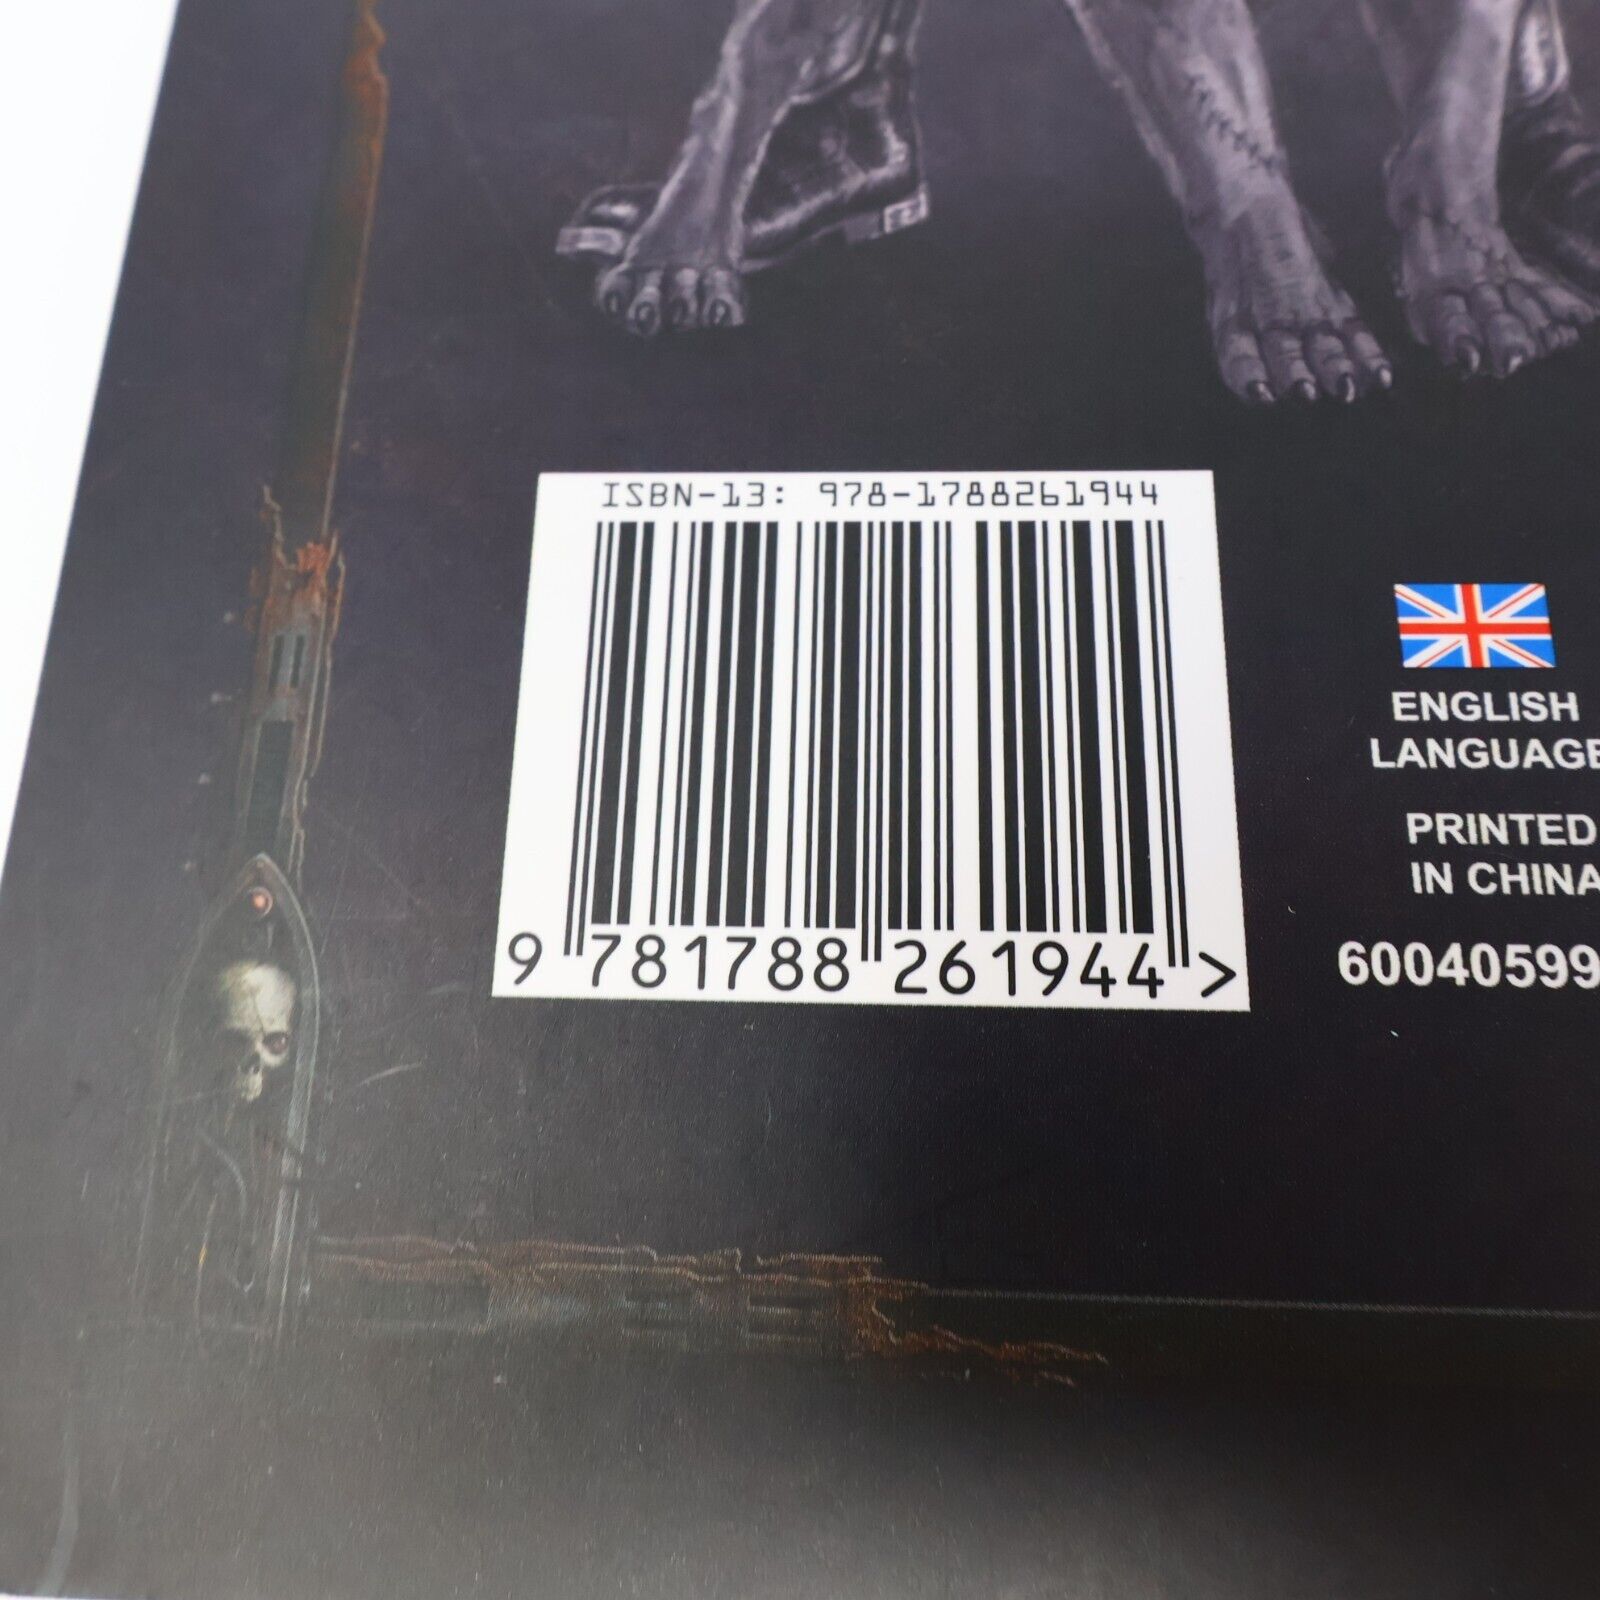 ISBN-13: 978-1788261944
9 781788 261944 >
ENGLISH
LANGUAGE
PRINTED
IN CHINA
60040599